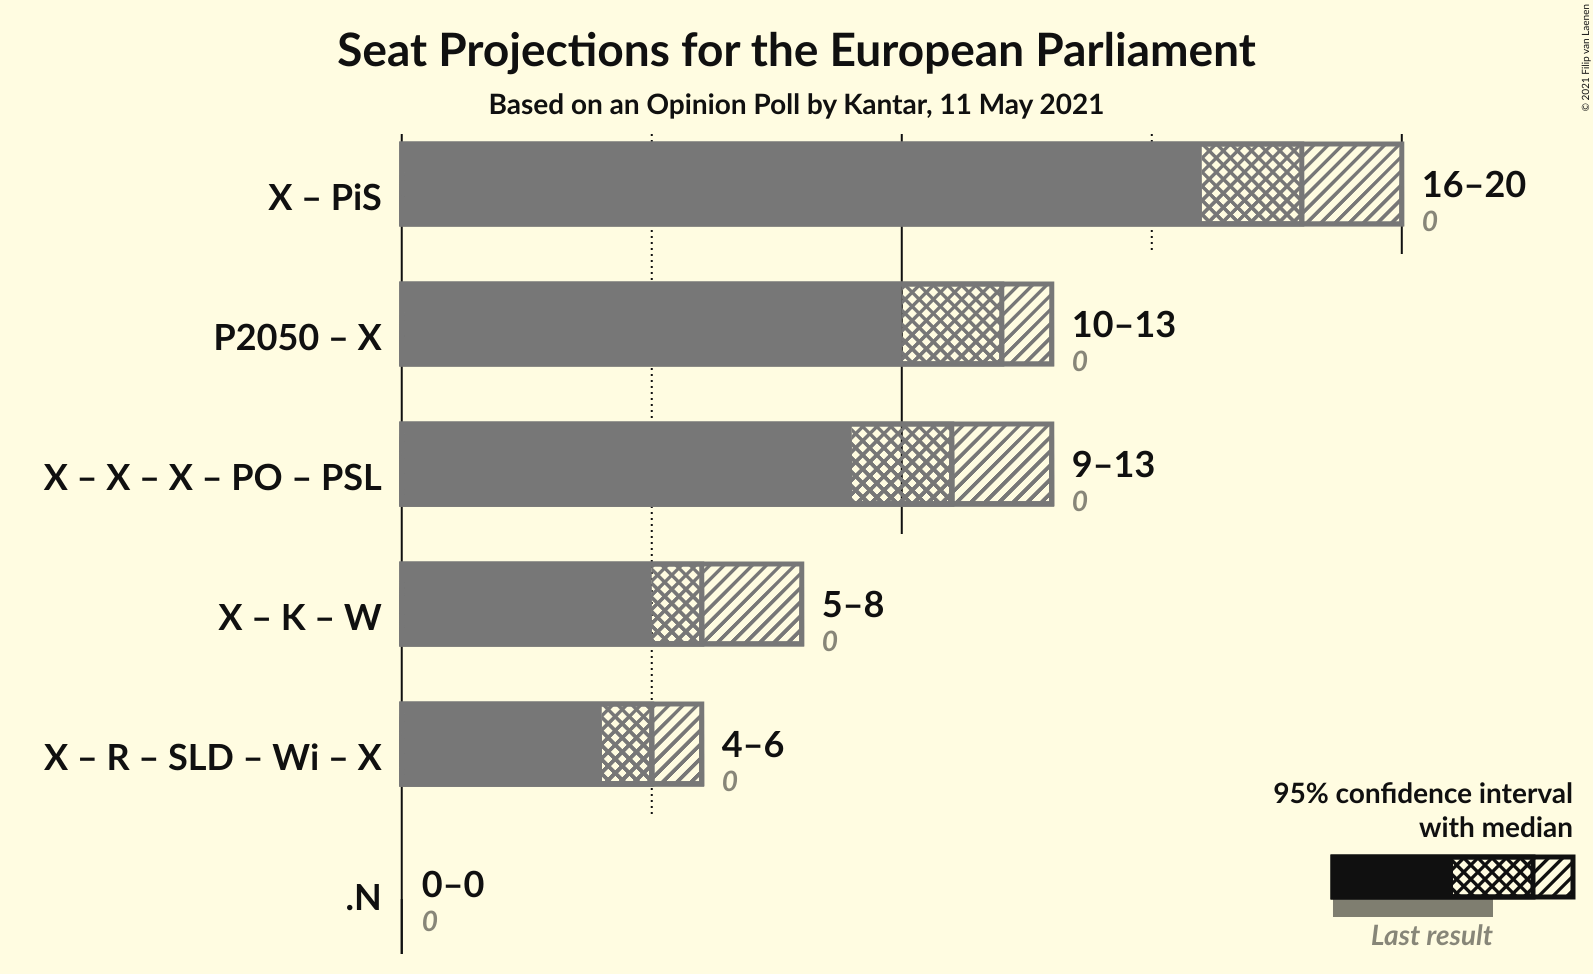 Seat Projections for the European Parliament
Based on an Opinion Poll by Kantar, 11 May 2021
© 2021 Filip van Laenen
X – PiS
16–20
0
P2050 – X
10–13
0
X – X – X – PO – PSL
9–13
0
X – K – W
5–8
0
X – R – SLD – Wi – X
4–6
0
.N
0–0
0
95% confidence interval
with median
Last result